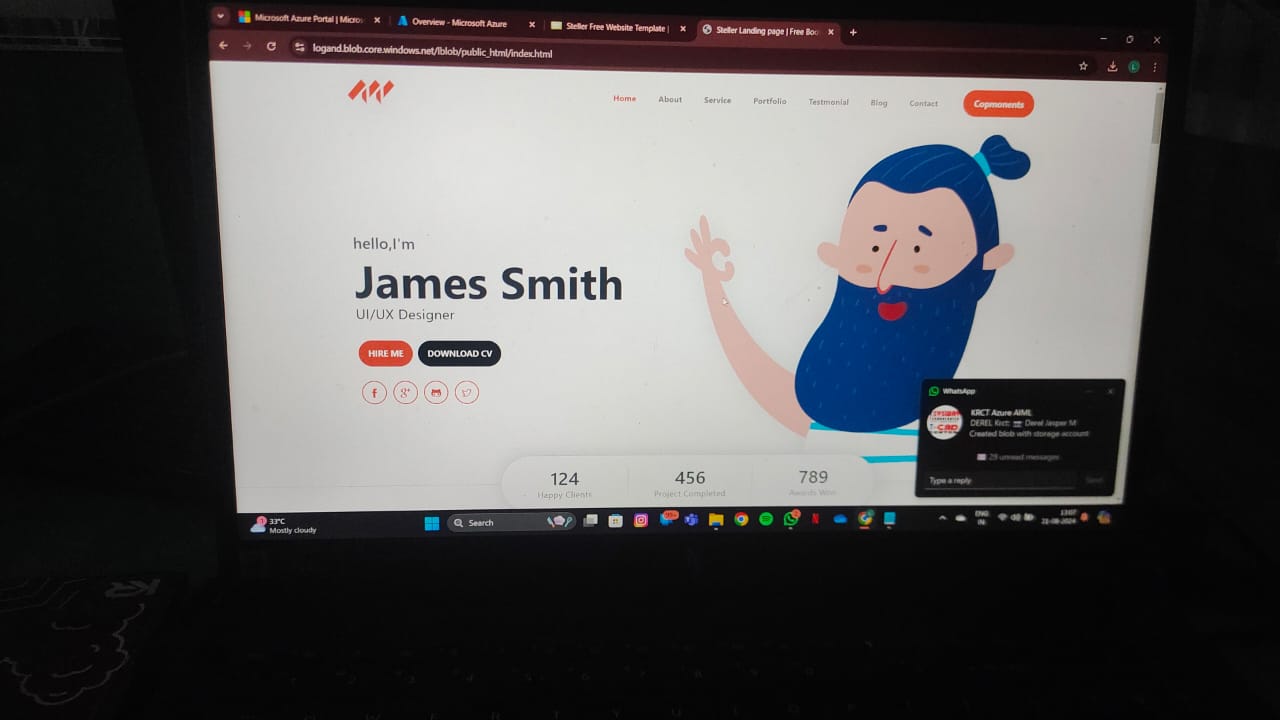 Microsoft Azure Portal | Micros
Overview - Microsoft Azure
Steller Free Website Template |
Steller Landing page | Free Boo
logand.blob.core.windows.net/lblob/public_html/index.html
Home About Service Portfolio Testmonial Blog Contact Copmonents
hello,I'm
James Smith
UI/UX Designer
HIRE ME DOWNLOAD CV
124 456 789
Happy Clients Project Completed Awards Won
WhatsApp
KRCT Azure AIML
DEREL Krct: Derel Jasper M
Created blob with storage account
29 unread messages
Type a reply
Send
33°C
Mostly cloudy
Search
99+
ENG
IN
13:07
21-08-2024